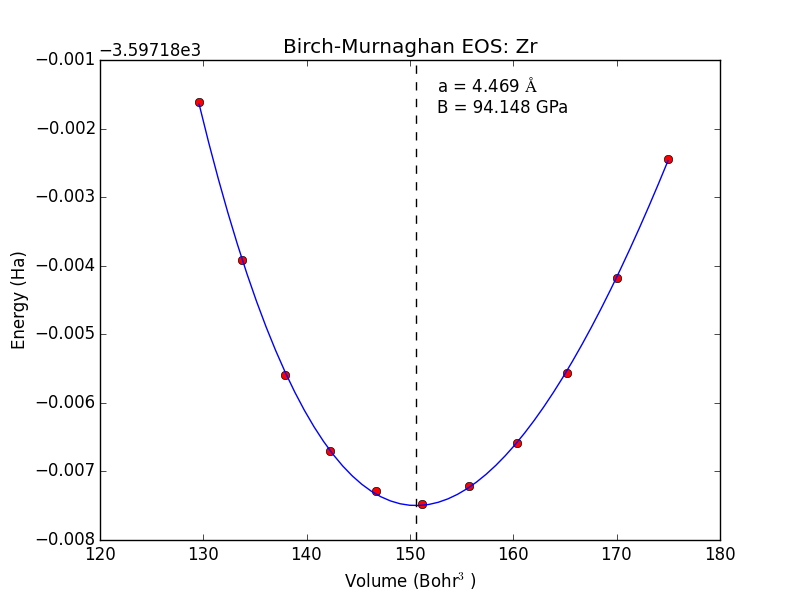 Birch-Murnaghan EOS: Zr
−3.59718e3
a = 4.469 Å
B = 94.148 GPa
Energy (Ha)
−0.001
−0.002
−0.003
−0.004
−0.005
−0.006
−0.007
−0.008
120
130
140
150
160
170
180
Volume (Bohr³ )